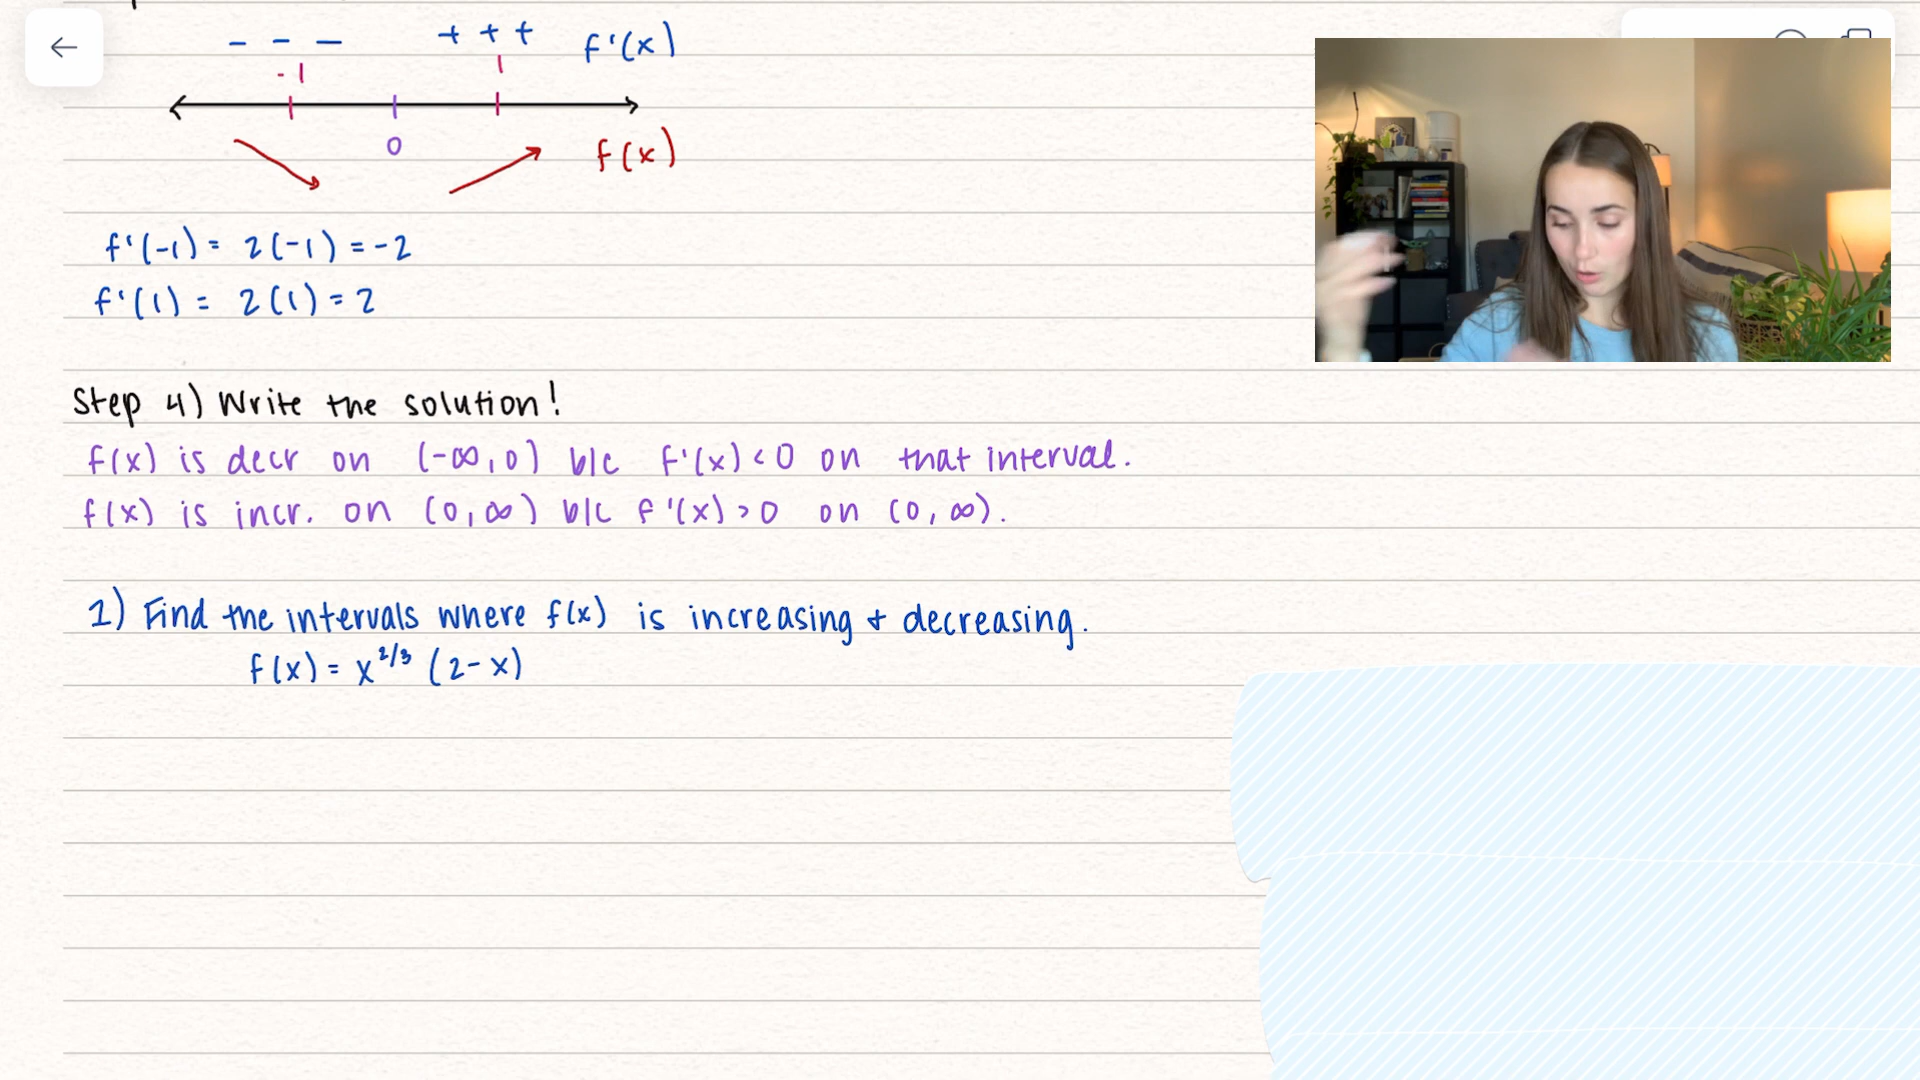 - - - + + + f'(x)
-1 1
0 f(x)
f'(-1) = 2(-1) = -2
f'(1) = 2(1) = 2
Step 4) Write the solution!
f(x) is decr on (-∞,0) b/c f'(x)<0 on that interval.
f(x) is incr. on (0,∞) b/c f'(x)>0 on (0,∞).
2) Find the intervals where f(x) is increasing + decreasing.
f(x) = x^2/3 (2-x)